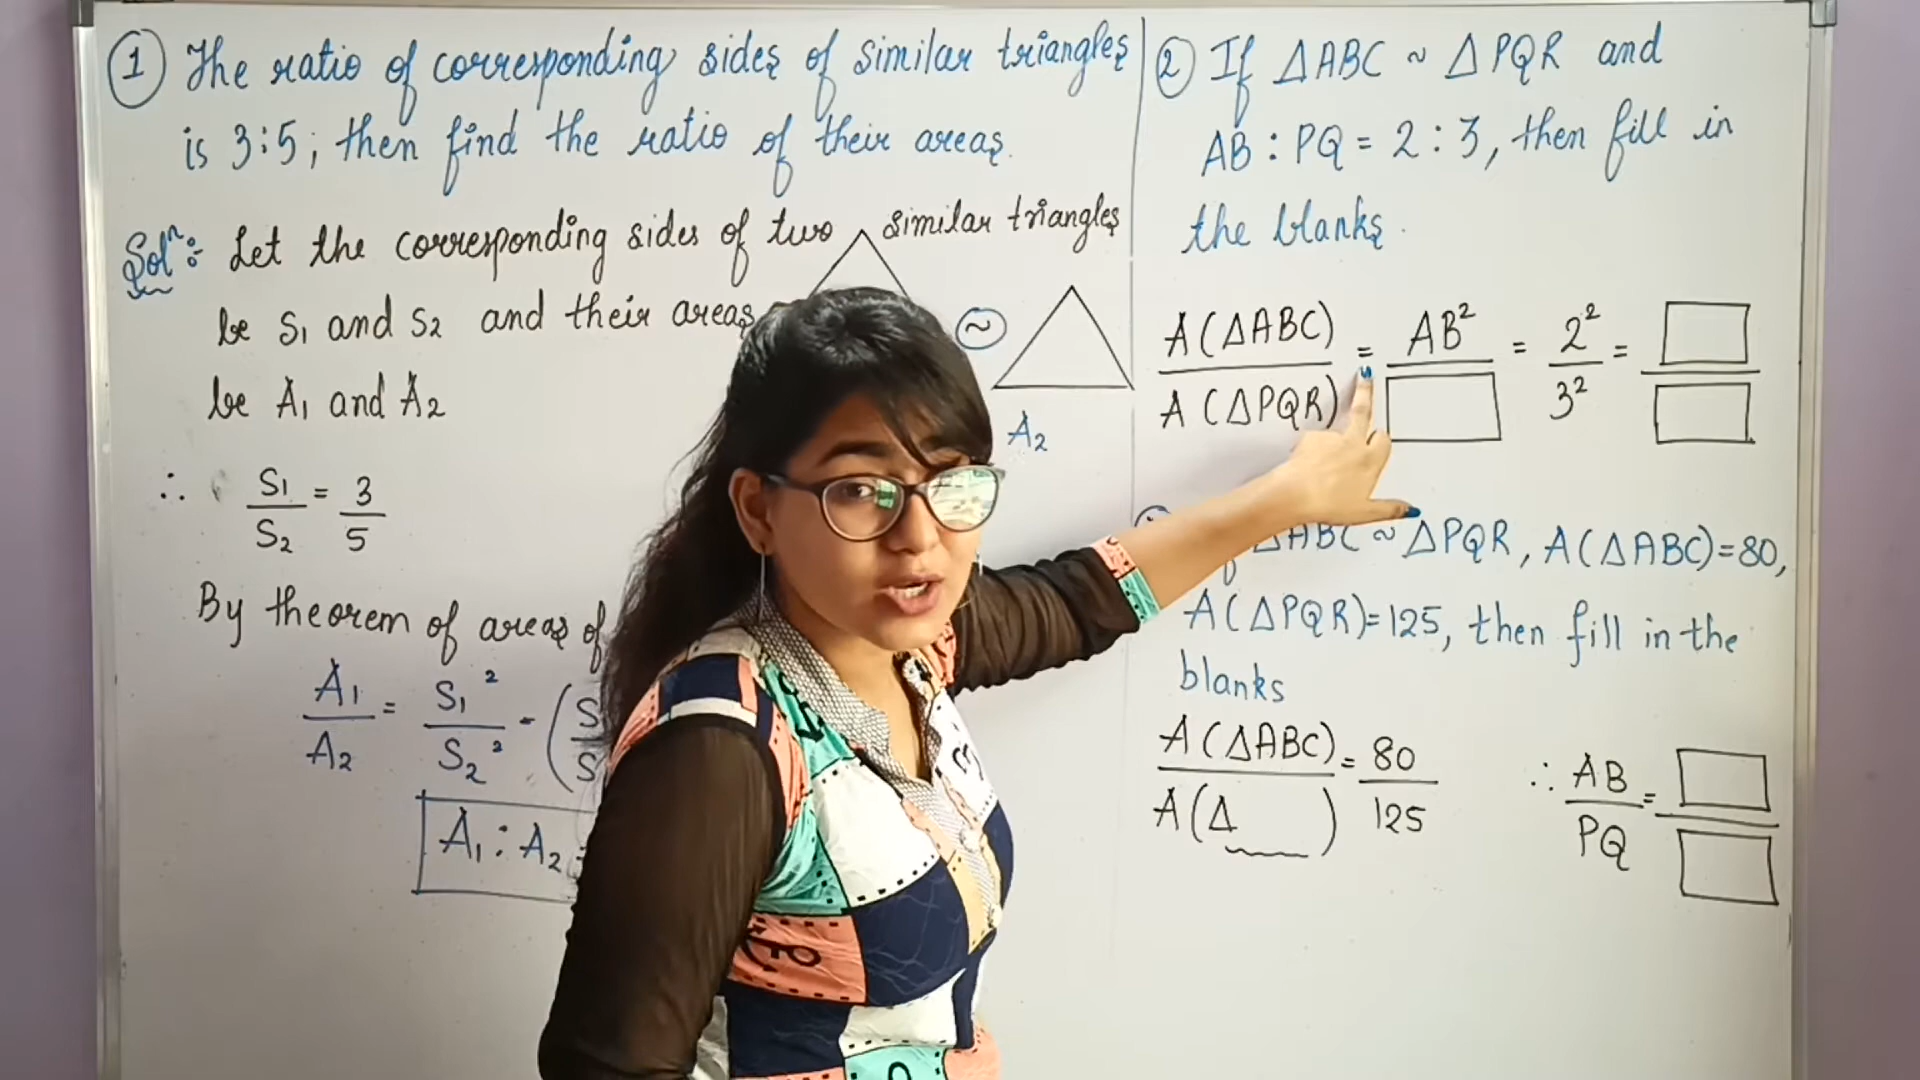 ① The ratio of corresponding sides of similar triangles
is 3:5, then find the ratio of their areas.
Solⁿ: Let the corresponding sides of two similar triangles
be S₁ and S₂ and their areas
be A₁ and A₂
~
A₂
∴ S₁/S₂ = 3/5
By theorem of areas of
A₁/A₂ = S₁²/S₂² = (S
A₁ : A₂
② If ΔABC ~ ΔPQR and
AB : PQ = 2 : 3, then fill in
the blanks.
A(ΔABC)/A(ΔPQR) = AB²/□ = 2²/3² = □/□
ΔABC ~ ΔPQR, A(ΔABC)=80,
A(ΔPQR)=125, then fill in the
blanks
A(ΔABC)/A(Δ ) = 80/125 ∴ AB/PQ = □/□